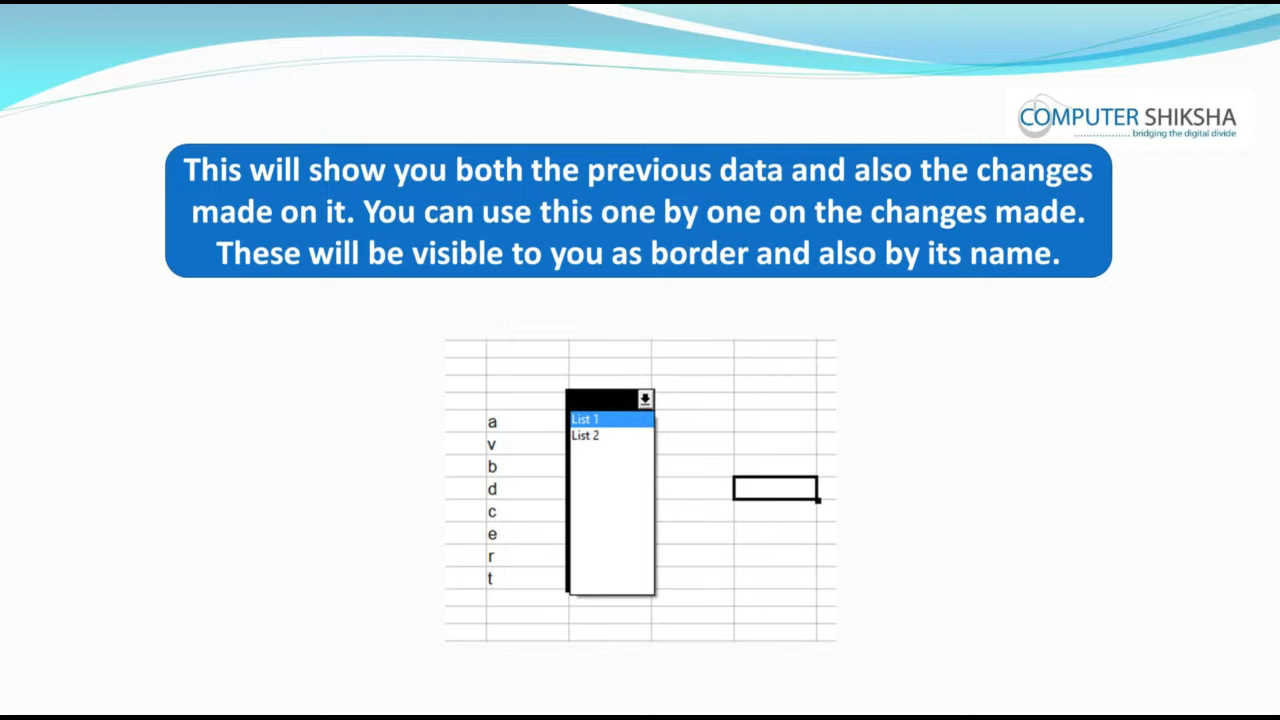 COMPUTER SHIKSHA
bridging the digital divide
This will show you both the previous data and also the changes
made on it. You can use this one by one on the changes made.
These will be visible to you as border and also by its name.
List 1
List 2
a
v
b
d
c
e
r
t